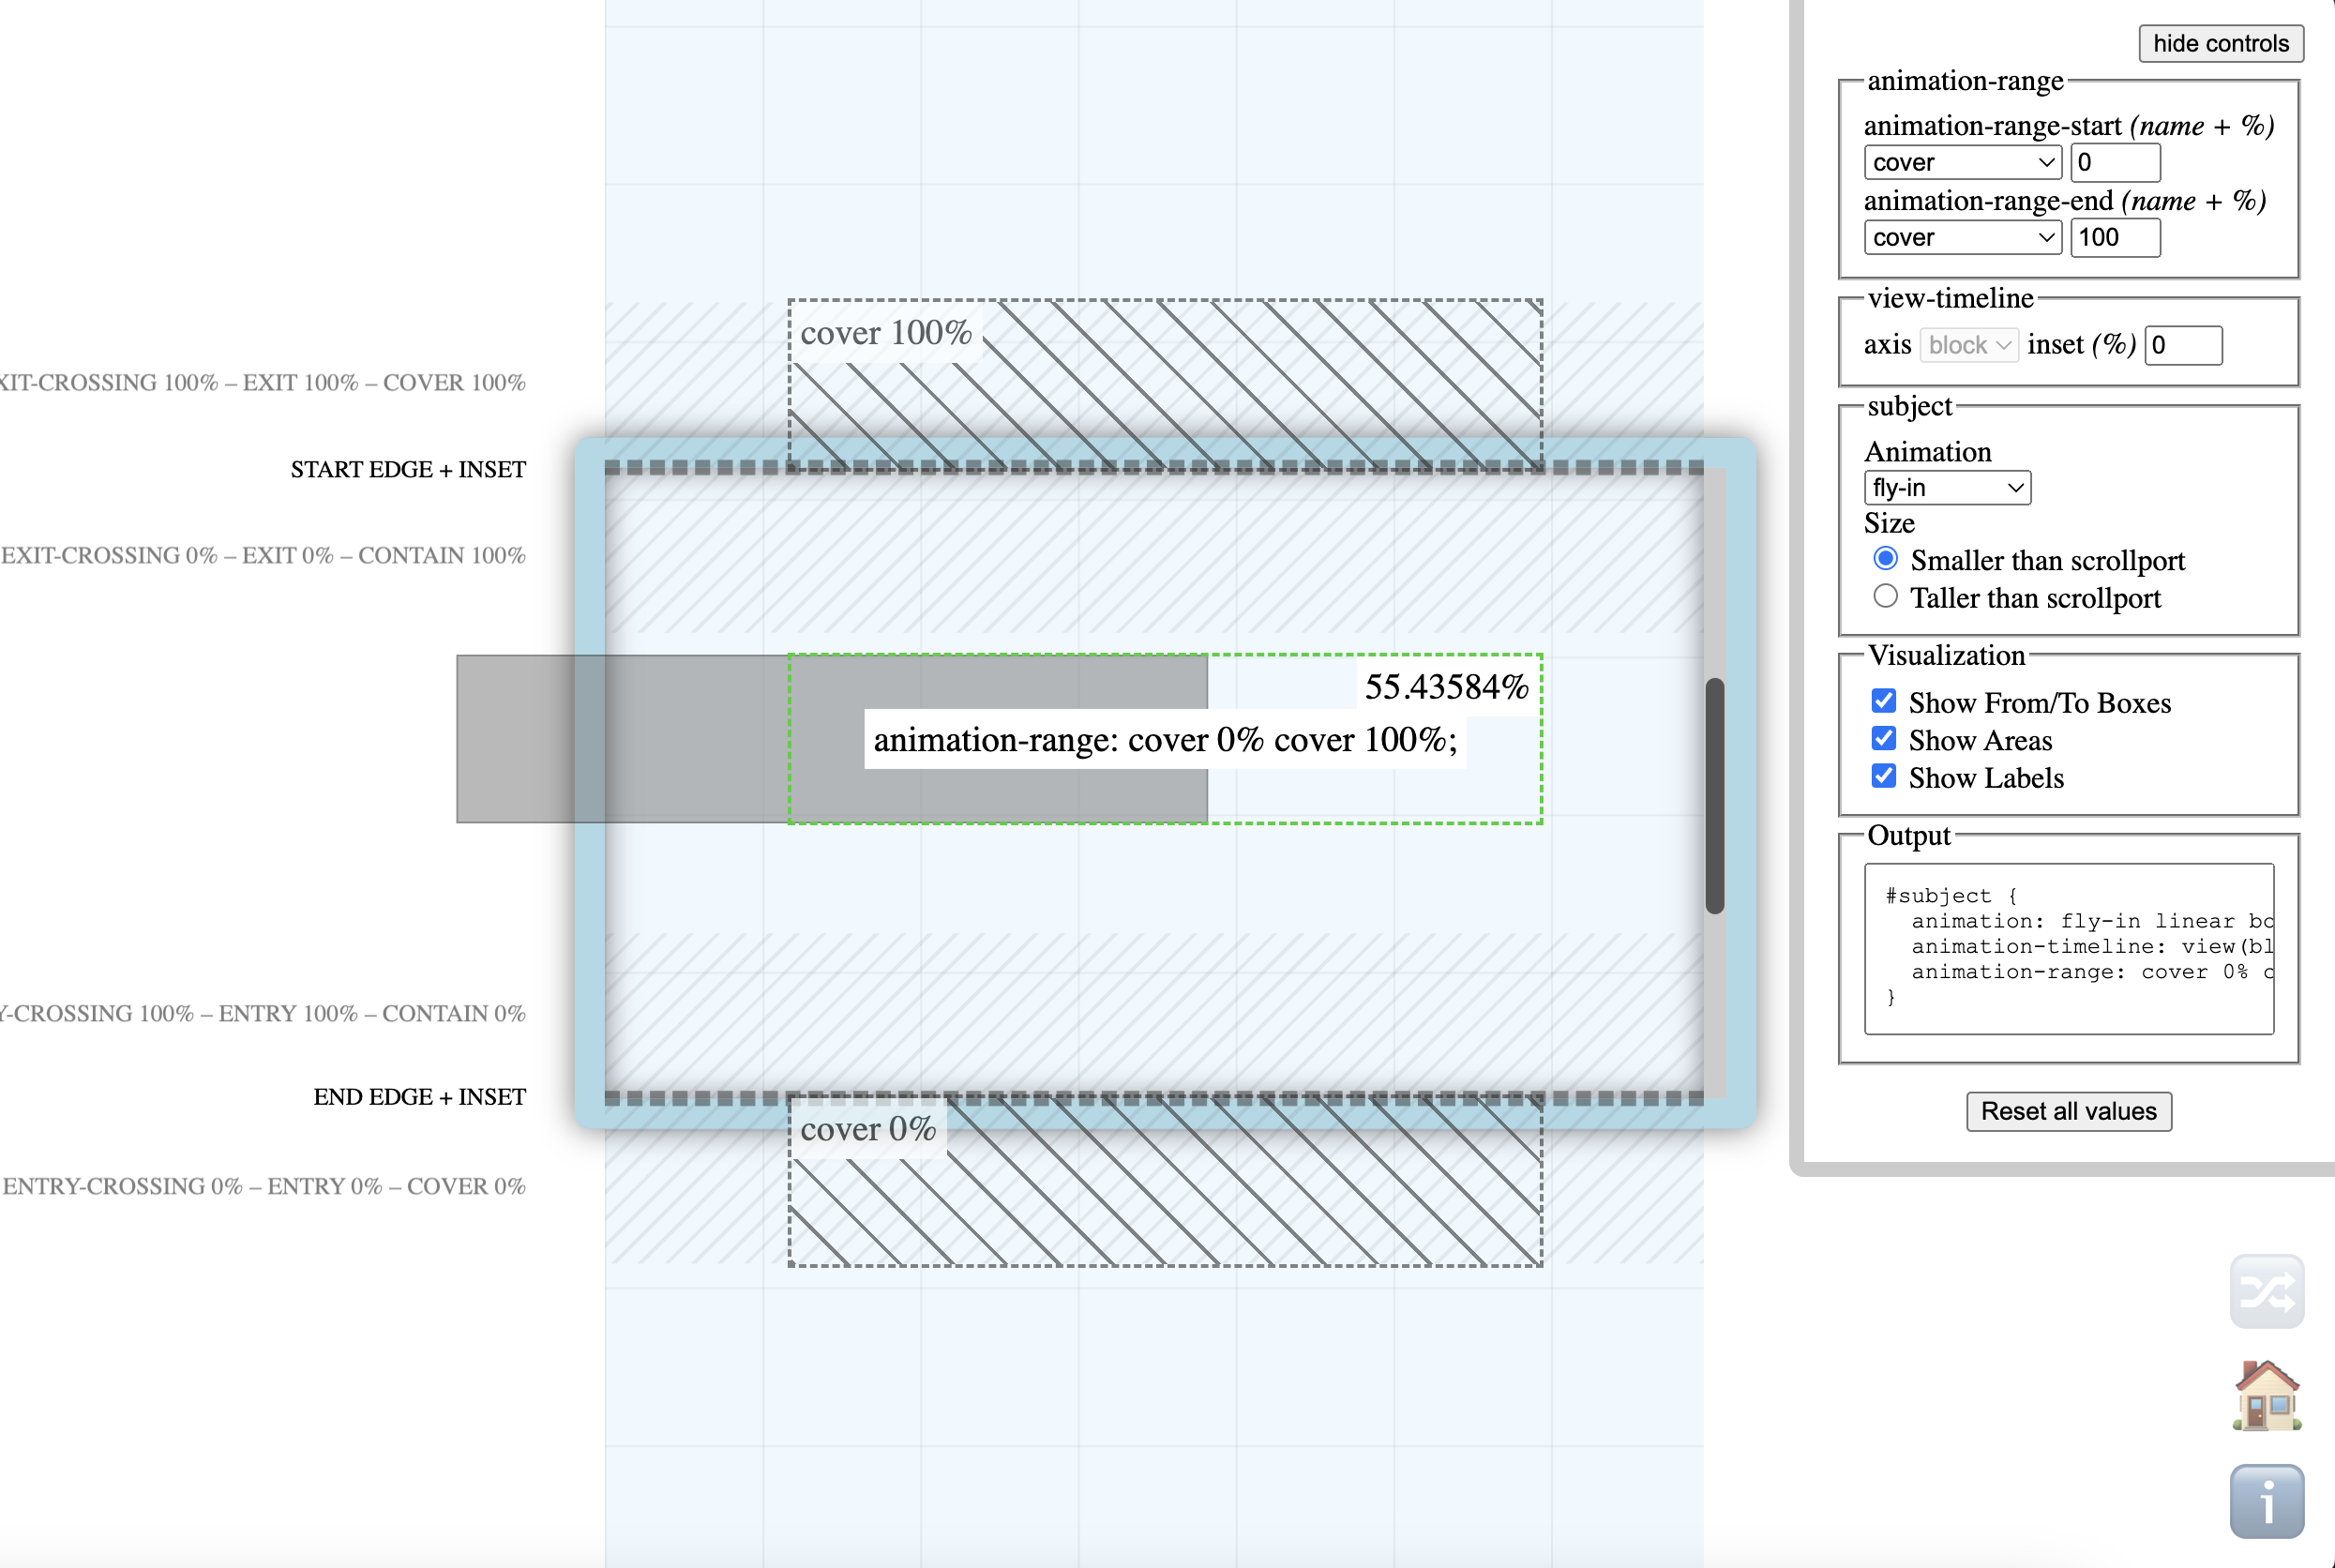 XIT-CROSSING 100% – EXIT 100% – COVER 100%
START EDGE + INSET
EXIT-CROSSING 0% – EXIT 0% – CONTAIN 100%
Y-CROSSING 100% – ENTRY 100% – CONTAIN 0%
END EDGE + INSET
ENTRY-CROSSING 0% – ENTRY 0% – COVER 0%
cover 100%
55.43584%
animation-range: cover 0% cover 100%;
cover 0%
hide controls
animation-range
animation-range-start (name + %)
cover 0
animation-range-end (name + %)
cover 100
view-timeline
axis block inset (%) 0
subject
Animation
fly-in
Size
Smaller than scrollport
Taller than scrollport
Visualization
Show From/To Boxes
Show Areas
Show Labels
Output
#subject {
animation: fly-in linear bo
animation-timeline: view(bl
animation-range: cover 0% c
}
Reset all values
i